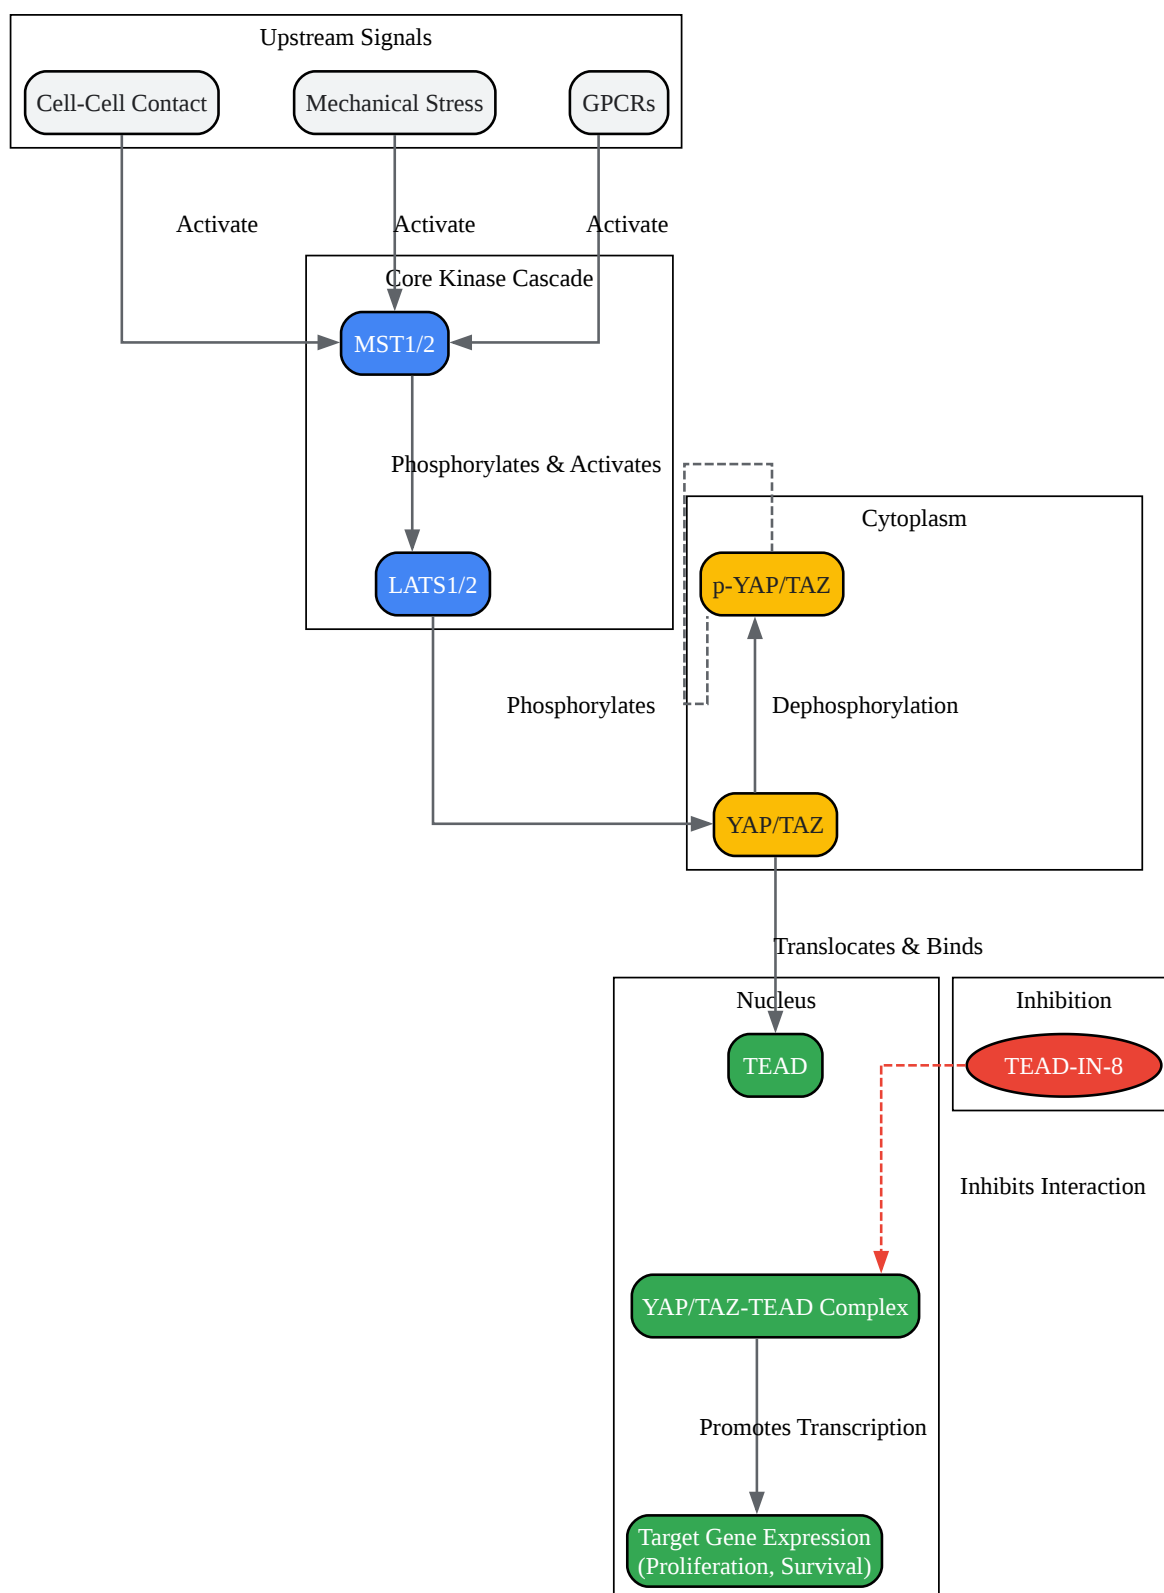 Upstream Signals
Cell-Cell Contact
Mechanical Stress
GPCRs
Activate
Activate
Activate
Core Kinase Cascade
MST1/2
Phosphorylates & Activates
Cytoplasm
LATS1/2
p-YAP/TAZ
Phosphorylates
Dephosphorylation
YAP/TAZ
Translocates & Binds
Nucleus
Inhibition
TEAD
TEAD-IN-8
Inhibits Interaction
YAP/TAZ-TEAD Complex
Promotes Transcription
Target Gene Expression
(Proliferation, Survival)